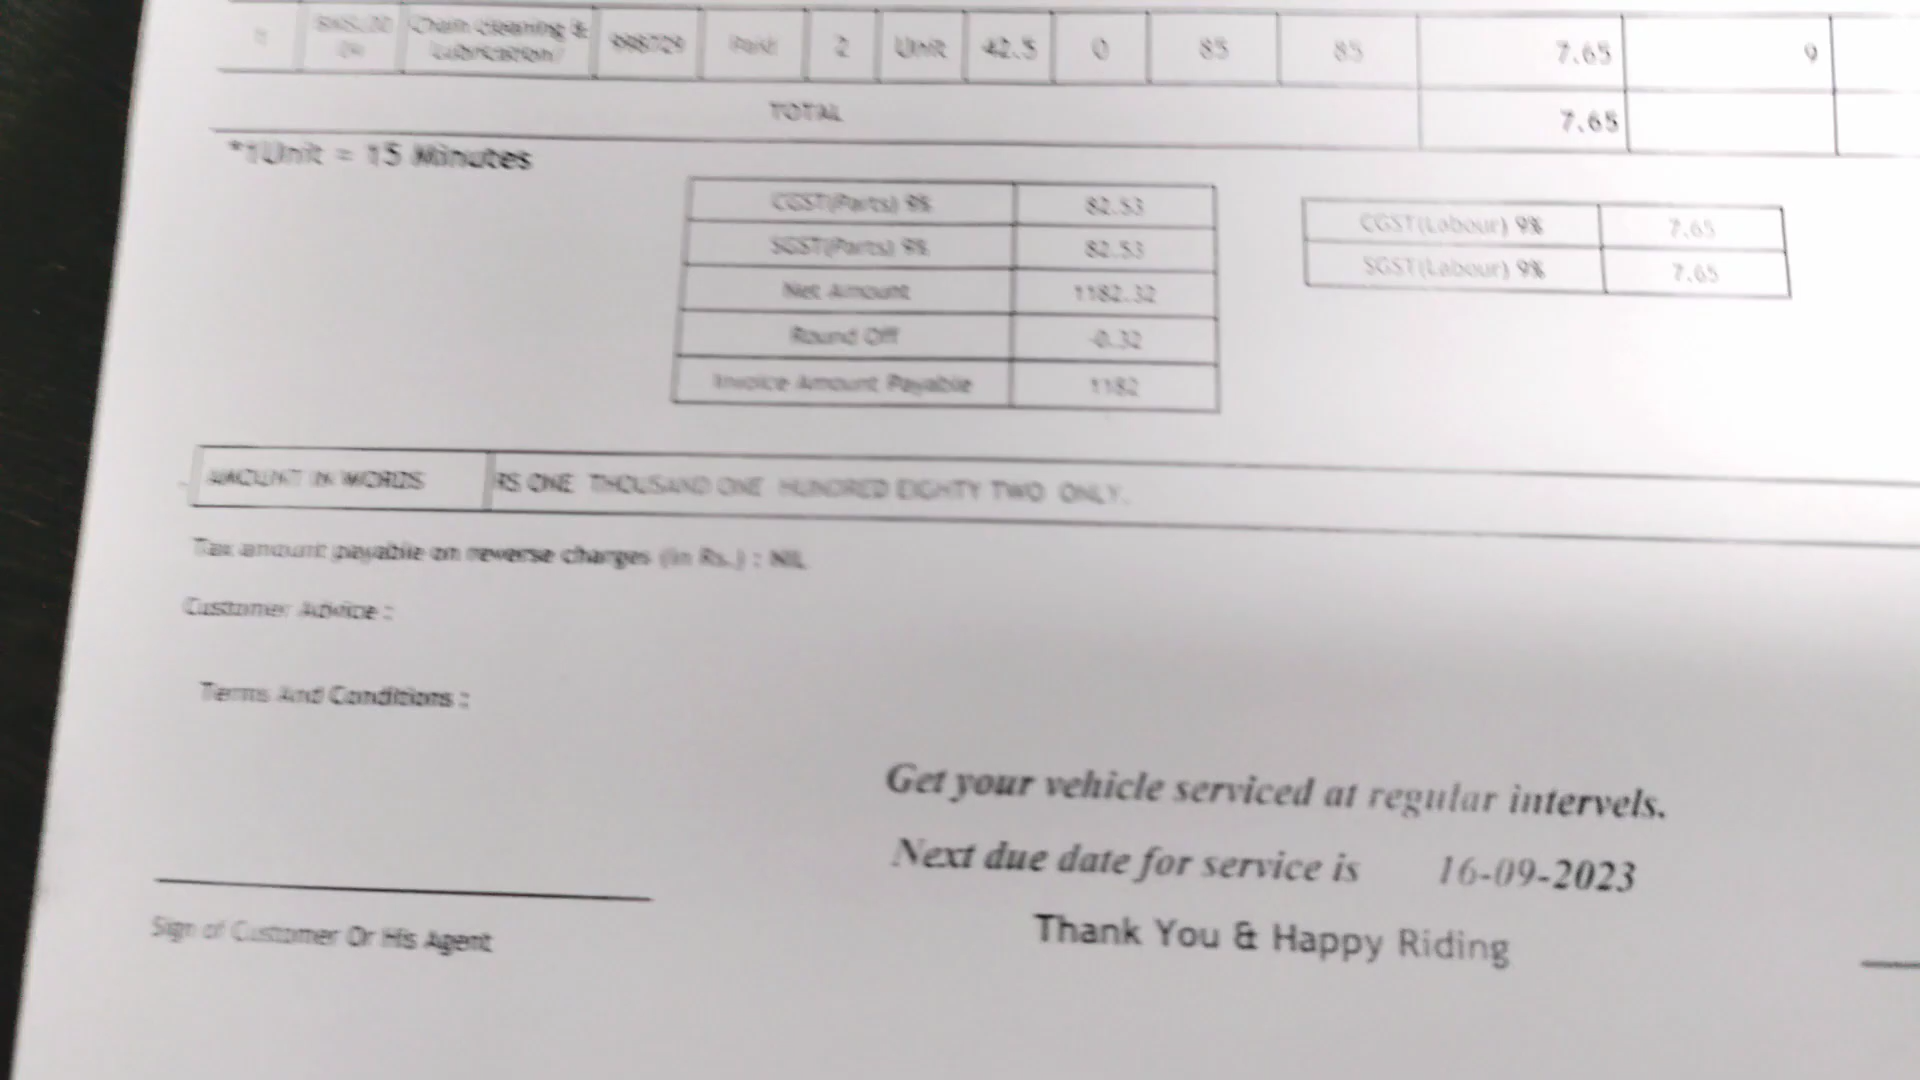 Chain cleaning & Lubrication 998729 Paid 2 Unit 42.5 0 85 85 7.65 9
TOTAL 7.65
*1Unit = 15 Minutes
CGST(Parts) 9% 82.53
SGST(Parts) 9% 82.53
Net Amount 1182.32
Round Off -0.32
Invoice Amount Payable 1182
CGST(Labour) 9% 7.65
SGST(Labour) 9% 7.65
AMOUNT IN WORDS RS ONE THOUSAND ONE HUNDRED EIGHTY TWO ONLY.
Tax amount payable on reverse charges (in Rs.) : NIL
Customer Advice :
Terms And Conditions :
Get your vehicle serviced at regular intervels.
Next due date for service is 16-09-2023
Thank You & Happy Riding
Sign of Customer Or His Agent